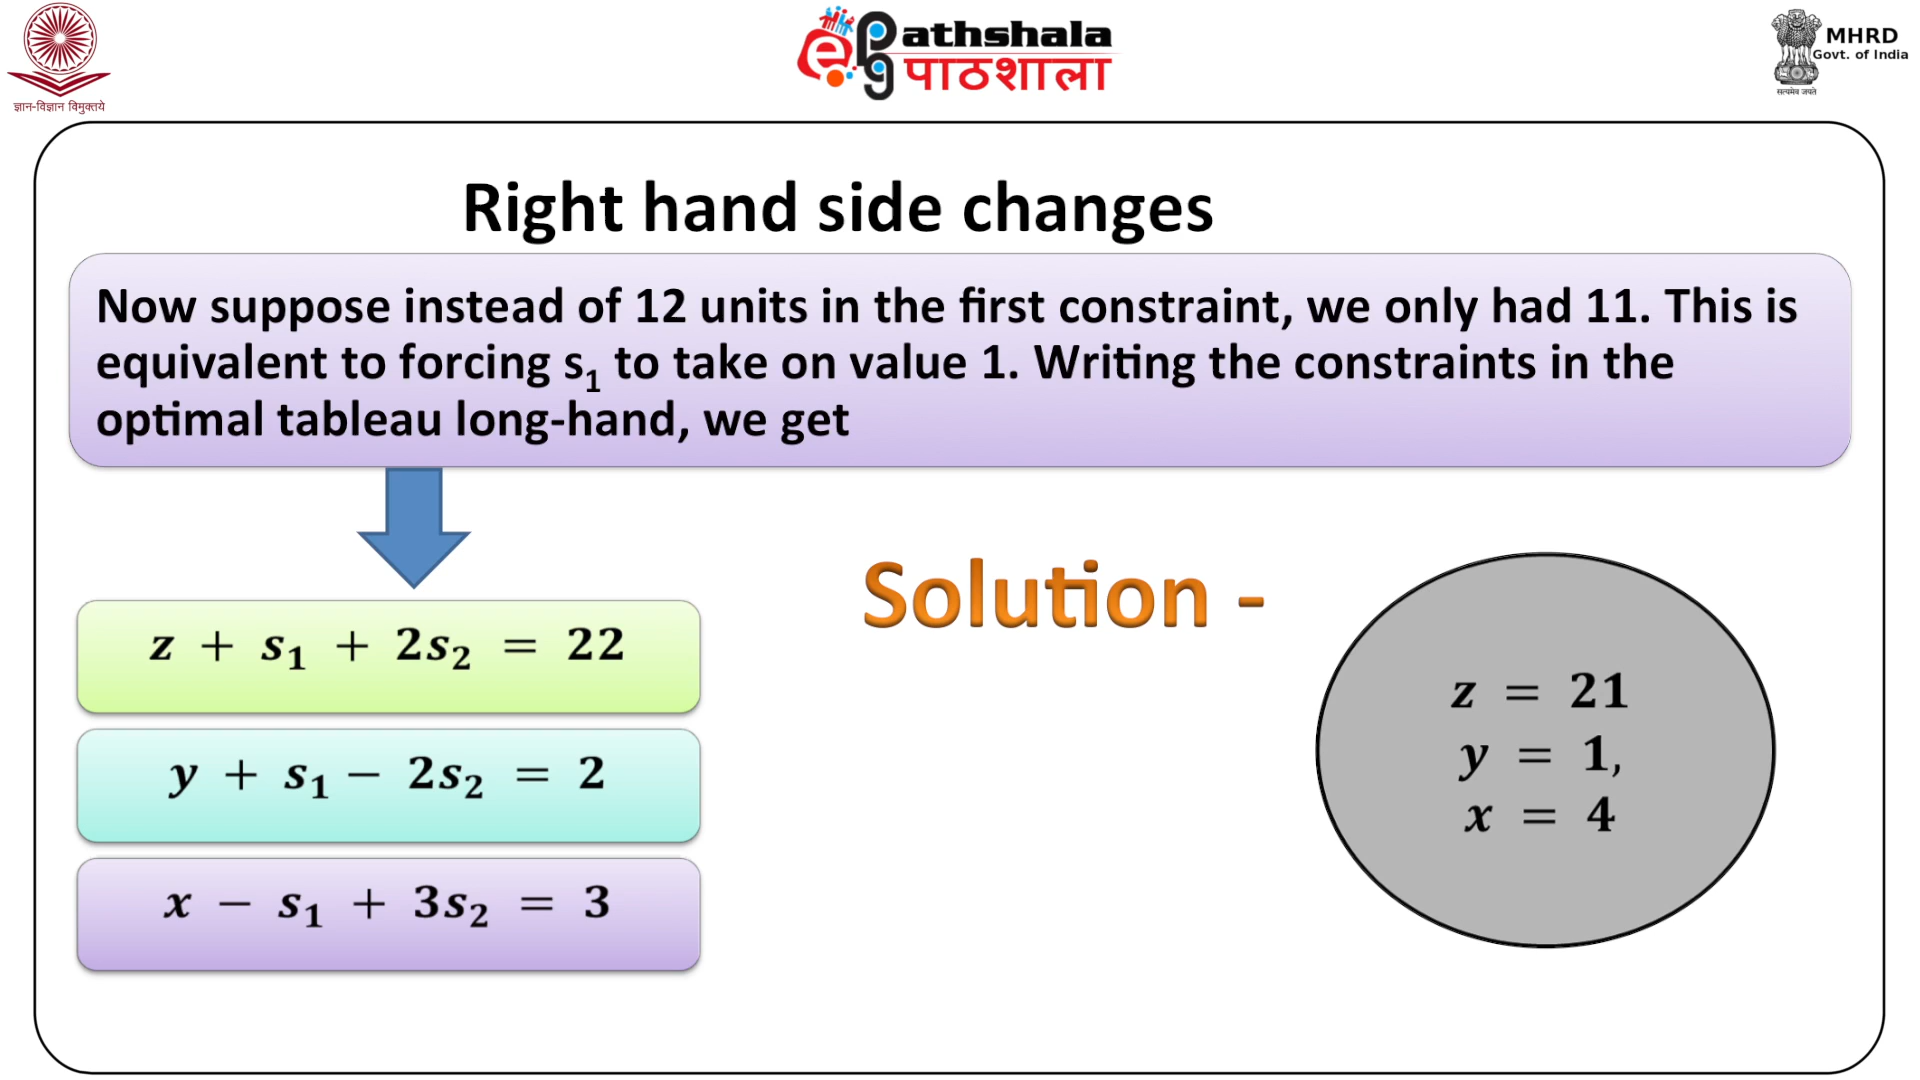 ज्ञान-विज्ञान विमुक्तये
e Pg Pathshala
पाठशाला
MHRD
Govt. of India
सत्यमेव जयते
Right hand side changes
Now suppose instead of 12 units in the first constraint, we only had 11. This is
equivalent to forcing s₁ to take on value 1. Writing the constraints in the
optimal tableau long-hand, we get
z + s₁ + 2s₂ = 22
y + s₁ − 2s₂ = 2
x − s₁ + 3s₂ = 3
Solution -
z = 21
y = 1,
x = 4